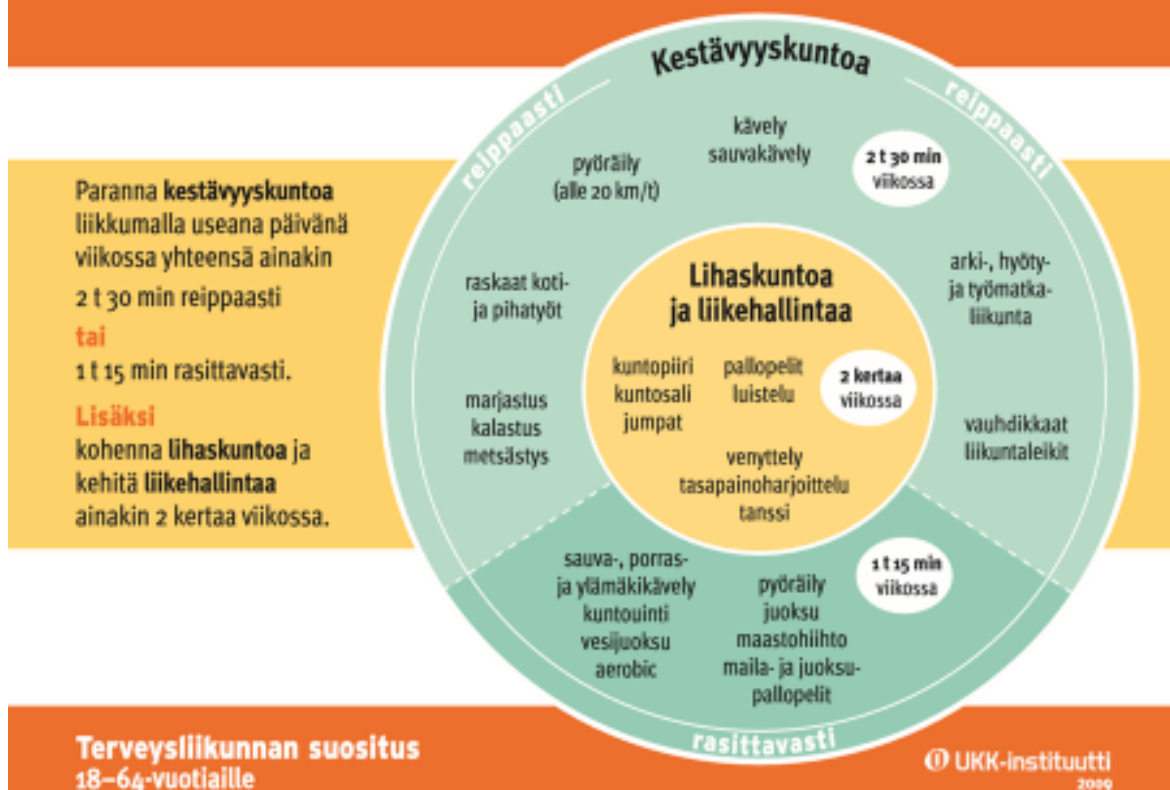 Paranna kestävyyskuntoa
liikkumalla useana päivänä
viikossa yhteensä ainakin
2 t 30 min reippaasti
tai
1 t 15 min rasittavasti.
Lisäksi
kohenna lihaskuntoa ja
kehitä liikehallintaa
ainakin 2 kertaa viikossa.
Kestävyyskuntoa
reippaasti
reippaasti
kävely
sauvakävely
2 t 30 min
viikossa
pyöräily
(alle 20 km/t)
raskaat koti-
ja pihatyöt
arki-, hyöty-
ja työmatka-
liikunta
marjastus
kalastus
metsästys
vauhdikkaat
liikuntaleikit
Lihaskuntoa
ja liikehallintaa
kuntopiiri
kuntosali
jumpat
pallopelit
luistelu
2 kertaa
viikossa
venyttely
tasapainoharjoittelu
tanssi
sauva-, porras-
ja ylämäkikävely
kuntouinti
vesijuoksu
aerobic
pyöräily
juoksu
maastohiihto
maila- ja juoksu-
pallopelit
1 t 15 min
viikossa
rasittavasti
Terveysliikunnan suositus
18–64-vuotiaille
UKK-instituutti
2009